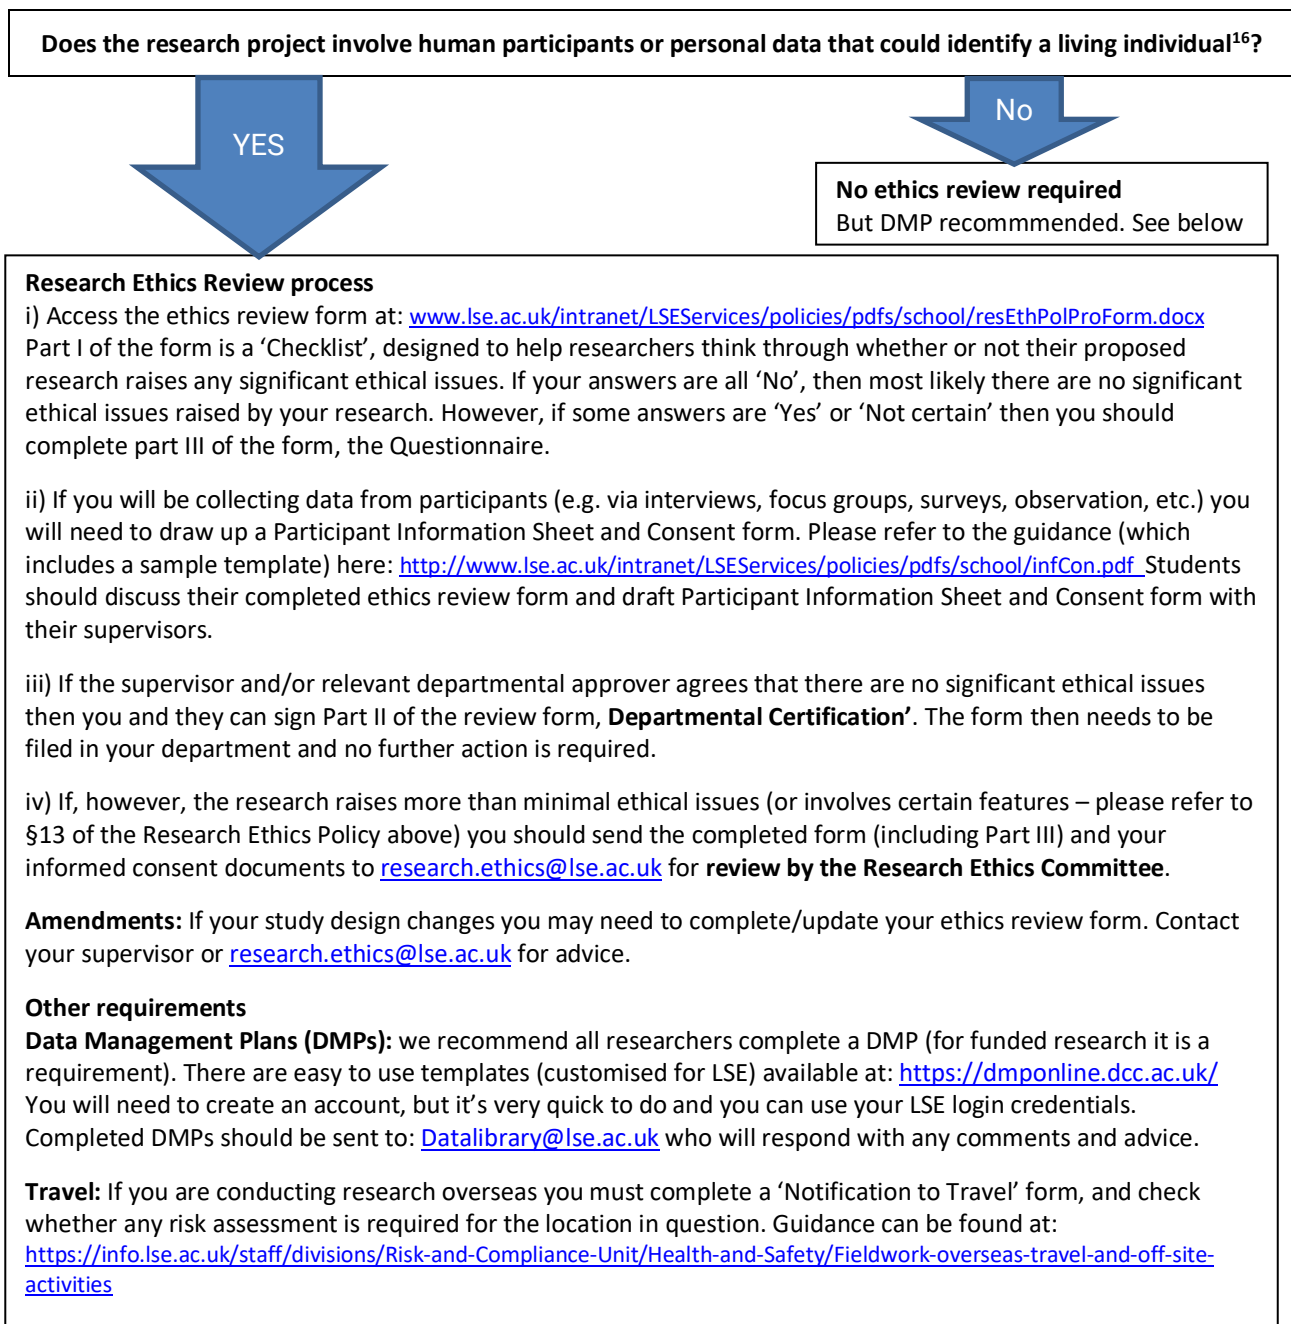 Does the research project involve human participants or personal data that could identify a living individual16?
YES
No
No ethics review required
But DMP recommmended. See below
Research Ethics Review process
i) Access the ethics review form at: www.lse.ac.uk/intranet/LSEServices/policies/pdfs/school/resEthPolProForm.docx
Part I of the form is a ‘Checklist’, designed to help researchers think through whether or not their proposed
research raises any significant ethical issues. If your answers are all ‘No’, then most likely there are no significant
ethical issues raised by your research. However, if some answers are ‘Yes’ or ‘Not certain’ then you should
complete part III of the form, the Questionnaire.
ii) If you will be collecting data from participants (e.g. via interviews, focus groups, surveys, observation, etc.) you
will need to draw up a Participant Information Sheet and Consent form. Please refer to the guidance (which
includes a sample template) here: http://www.lse.ac.uk/intranet/LSEServices/policies/pdfs/school/infCon.pdf Students
should discuss their completed ethics review form and draft Participant Information Sheet and Consent form with
their supervisors.
iii) If the supervisor and/or relevant departmental approver agrees that there are no significant ethical issues
then you and they can sign Part II of the review form, Departmental Certification’. The form then needs to be
filed in your department and no further action is required.
iv) If, however, the research raises more than minimal ethical issues (or involves certain features – please refer to
§13 of the Research Ethics Policy above) you should send the completed form (including Part III) and your
informed consent documents to research.ethics@lse.ac.uk for review by the Research Ethics Committee.
Amendments: If your study design changes you may need to complete/update your ethics review form. Contact
your supervisor or research.ethics@lse.ac.uk for advice.
Other requirements
Data Management Plans (DMPs): we recommend all researchers complete a DMP (for funded research it is a
requirement). There are easy to use templates (customised for LSE) available at: https://dmponline.dcc.ac.uk/
You will need to create an account, but it’s very quick to do and you can use your LSE login credentials.
Completed DMPs should be sent to: Datalibrary@lse.ac.uk who will respond with any comments and advice.
Travel: If you are conducting research overseas you must complete a ‘Notification to Travel’ form, and check
whether any risk assessment is required for the location in question. Guidance can be found at:
https://info.lse.ac.uk/staff/divisions/Risk-and-Compliance-Unit/Health-and-Safety/Fieldwork-overseas-travel-and-off-site-
activities